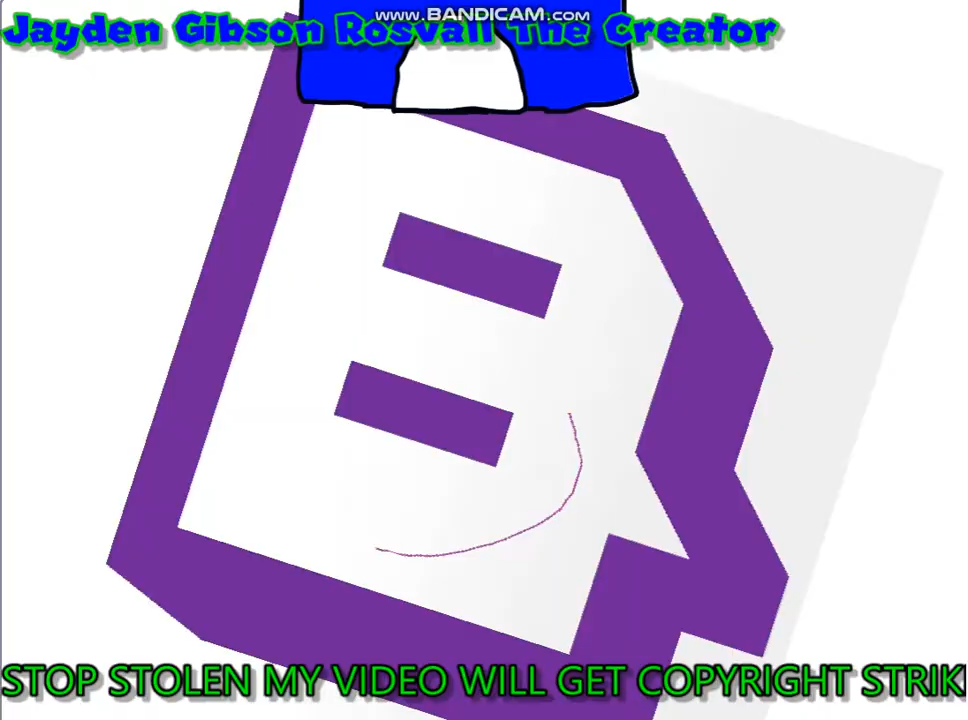 www.BANDICAM.com
Jayden Gibson Rosvall The Creator
B
STOP STOLEN MY VIDEO WILL GET COPYRIGHT STRIK